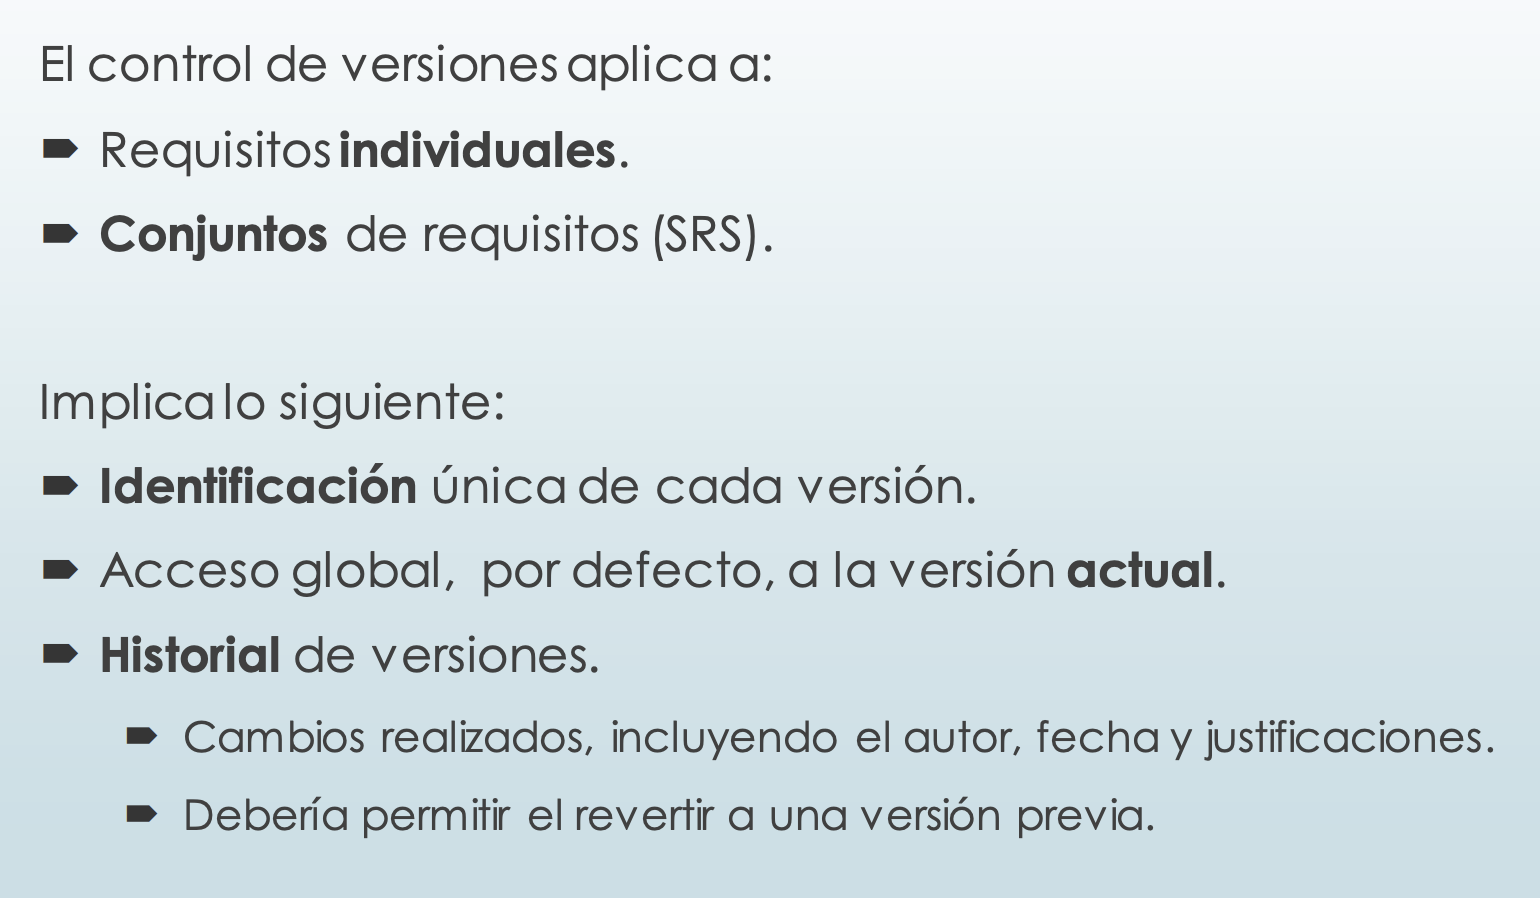 El control de versiones aplica a:
Requisitos individuales.
Conjuntos de requisitos (SRS).
Implica lo siguiente:
Identificación única de cada versión.
Acceso global, por defecto, a la versión actual.
Historial de versiones.
Cambios realizados, incluyendo el autor, fecha y justificaciones.
Debería permitir el revertir a una versión previa.